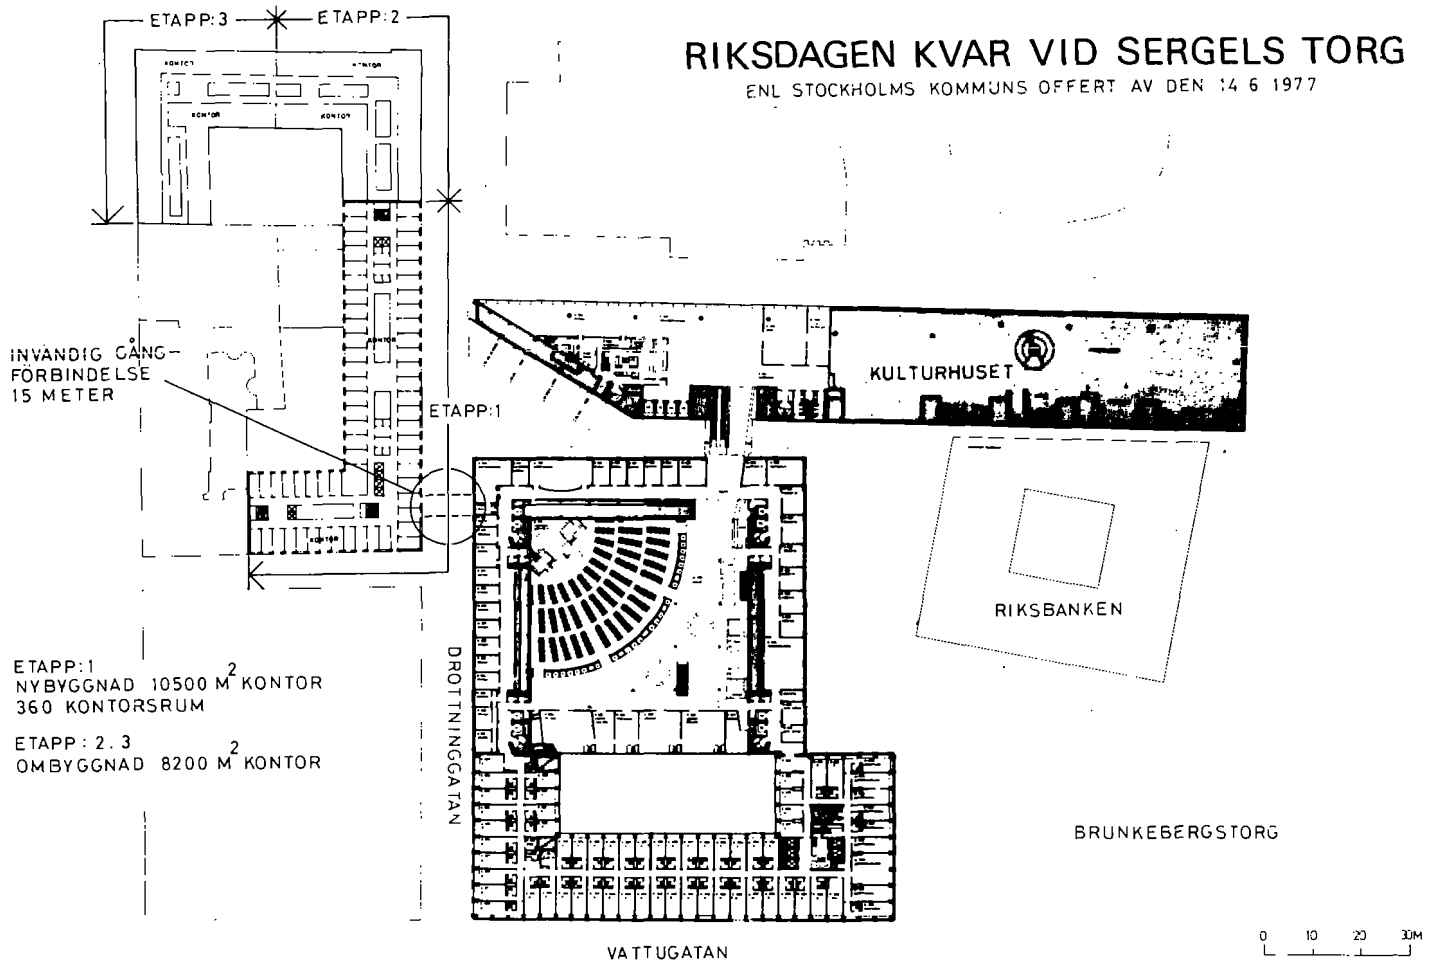 ETAPP:3
ETAPP:2
RIKSDAGEN KVAR VID SERGELS TORG
ENL STOCKHOLMS KOMMUNS OFFERT AV DEN 14 6 1977
KONTOR
KONTOR
KONTOR
KONTOR
KONTOR
INVÄNDIG GÅNG-
FÖRBINDELSE
15 METER
ETAPP:1
KULTURHUSET
KONTOR
RIKSBANKEN
ETAPP:1
NYBYGGNAD 10500 M² KONTOR
360 KONTORSRUM
ETAPP: 2.3
OMBYGGNAD 8200 M² KONTOR
DROTTNINGGATAN
BRUNKEBERGSTORG
VATTUGATAN
0 10 20 30M